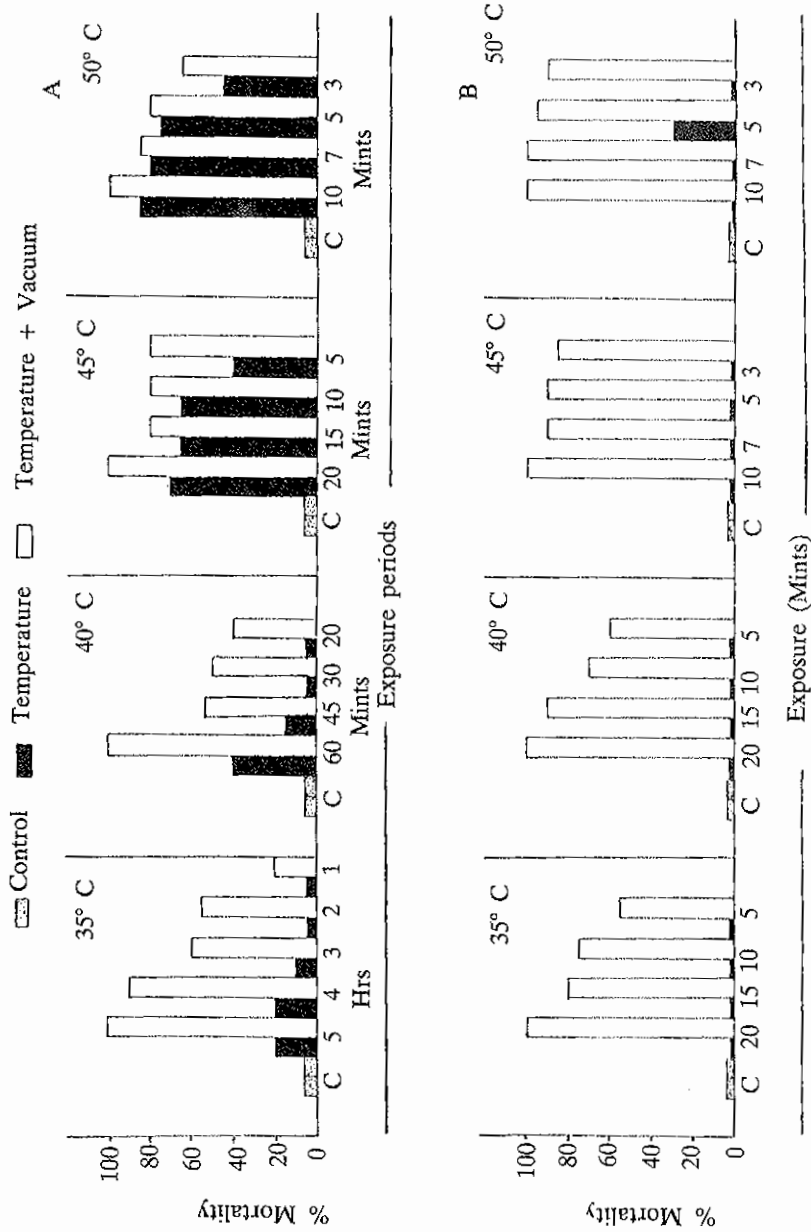 Control Temperature Temperature + Vacuum
A
35° C 40° C 45° C 50° C
% Mortality
100
80
60
40
20
0
C 5 4 3 2 1 C 60 45 30 20 C 20 15 10 5 C 10 7 5 3
Hrs Mints Mints Mints
Exposure periods
B
35° C 40° C 45° C 50° C
% Mortality
100
80
60
40
20
0
C 20 15 10 5 C 20 15 10 5 C 10 7 5 3 C 10 7 5 3
Exposure (Mints)